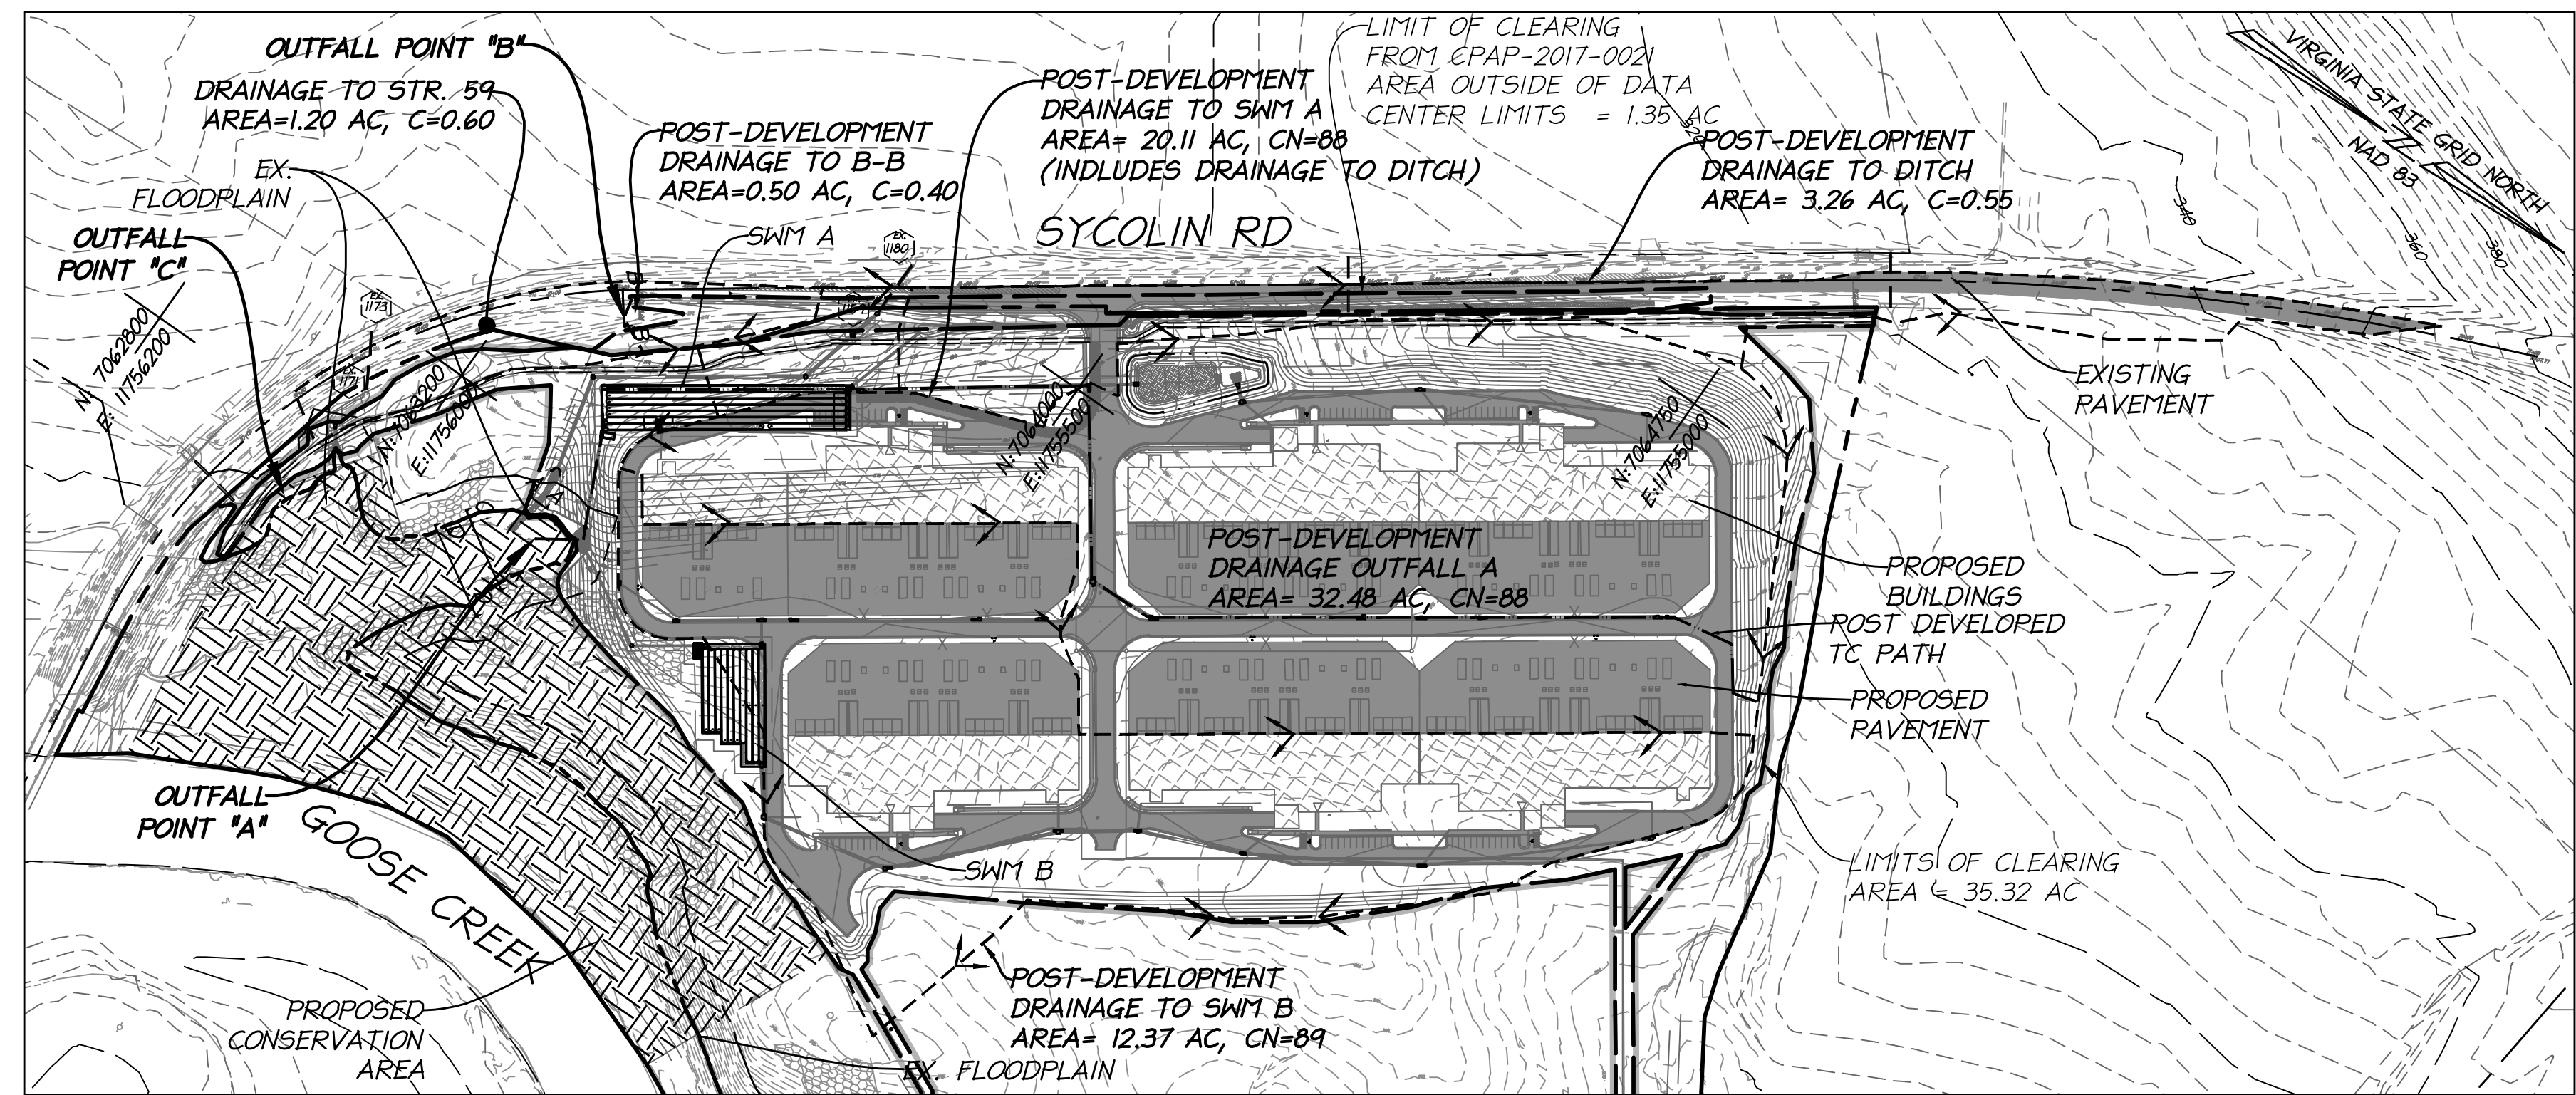 OUTFALL POINT "B"
DRAINAGE TO STR. 59
AREA=1.20 AC, C=0.60
EX.
FLOODPLAIN
OUTFALL
POINT "C"
POST-DEVELOPMENT
DRAINAGE TO B-B
AREA=0.50 AC, C=0.40
SWM A
EX.
1180
POST-DEVELOPMENT
DRAINAGE TO SWM A
AREA= 20.11 AC, CN=88
(INDLUDES DRAINAGE TO DITCH)
SYCOLIN RD
LIMIT OF CLEARING
FROM CPAP-2017-0021
AREA OUTSIDE OF DATA
CENTER LIMITS = 1.35 AC
320
POST-DEVELOPMENT
DRAINAGE TO DITCH
AREA= 3.26 AC, C=0.55
VIRGINIA STATE GRID NORTH
NAD 83
340
360
380
EX.
1173
EX.
1171
N: 7062800
E: 11756200
N:7063200
N:7064020
E:11755500
N:7064750
E:11755000
EXISTING
PAVEMENT
POST-DEVELOPMENT
DRAINAGE OUTFALL A
AREA= 32.48 AC, CN=88
PROPOSED
BUILDINGS
POST DEVELOPED
TC PATH
PROPOSED
PAVEMENT
OUTFALL
POINT "A"
GOOSE CREEK
SWM B
LIMITS OF CLEARING
AREA = 35.32 AC
POST-DEVELOPMENT
DRAINAGE TO SWM B
AREA= 12.37 AC, CN=89
PROPOSED
CONSERVATION
AREA
EX. FLOODPLAIN